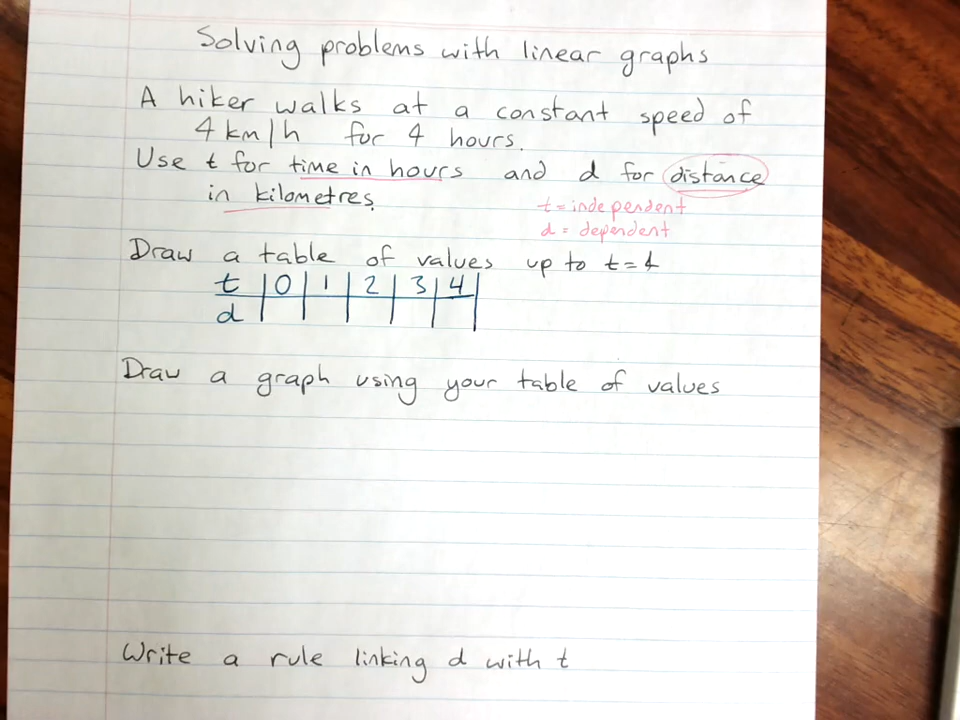 Solving problems with linear graphs
A hiker walks at a constant speed of
4 km/h for 4 hours.
Use t for time in hours and d for distance
in kilometres.
t = independent
d = dependent
Draw a table of values up to t=4
t | 0 | 1 | 2 | 3 | 4 |
d | | | | | |
Draw a graph using your table of values
Write a rule linking d with t